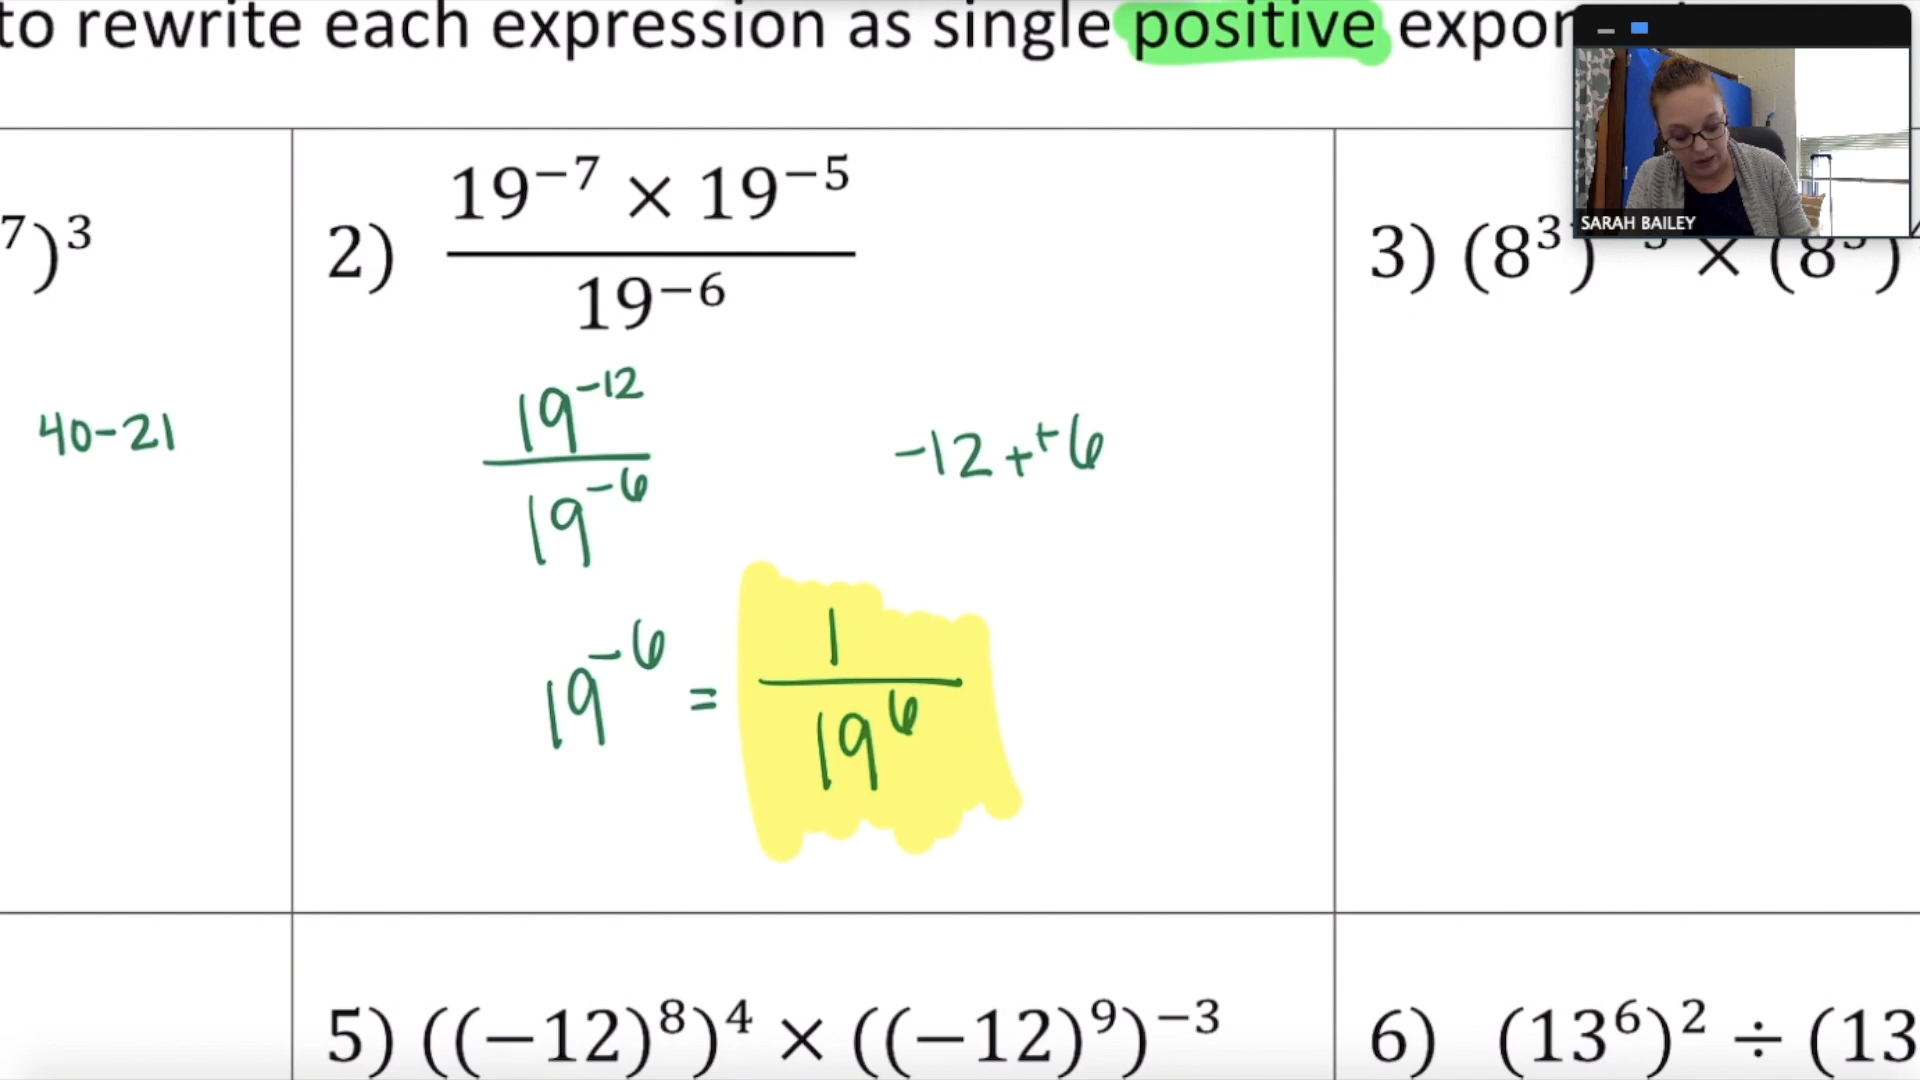 to rewrite each expression as single positive expon
⁷)³
40-21
2) 19⁻⁷ × 19⁻⁵
19⁻⁶
19⁻¹²
19⁻⁶
-12 + ⁺6
19⁻⁶ = 1
19⁶
3) (8³)
× (8
SARAH BAILEY
5) ((−12)⁸)⁴ × ((−12)⁹)⁻³
6) (13⁶)² ÷ (13